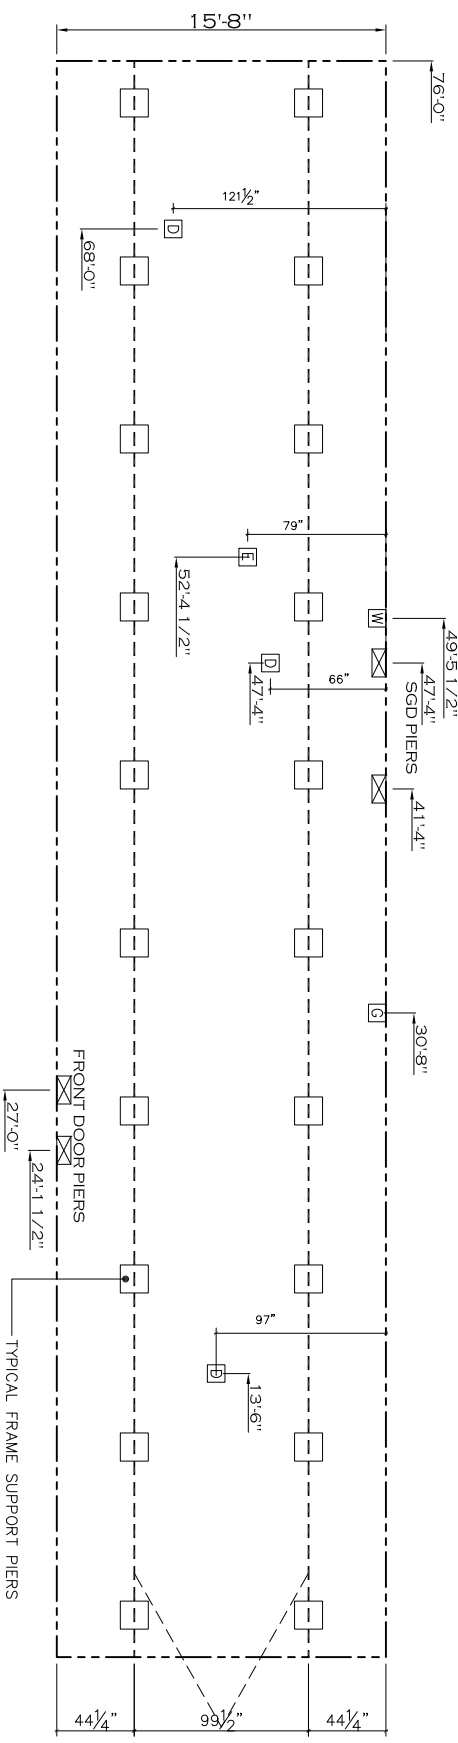 15'-8"
76'-0"
121½"
D
68'-0"
79"
E
52'-4 1/2"
W
49'-5 1/2"
D
47'-4"
66"
47'-4"
SGD PIERS
41'-4"
G
30'-8"
FRONT DOOR PIERS
27'-0"
24'-1 1/2"
97"
D
13'-6"
TYPICAL FRAME SUPPORT PIERS
44¼"
99½"
44¼"